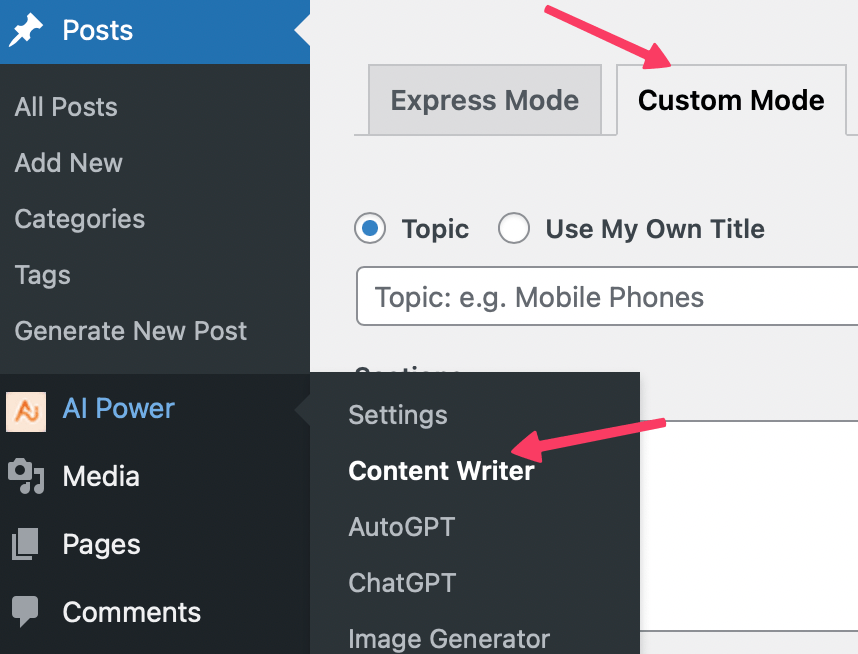 Posts
All Posts
Add New
Categories
Tags
Generate New Post
AI Power
Media
Pages
Comments
Settings
Content Writer
AutoGPT
ChatGPT
Image Generator
Express Mode
Custom Mode
Topic
Use My Own Title
Topic: e.g. Mobile Phones
Sections